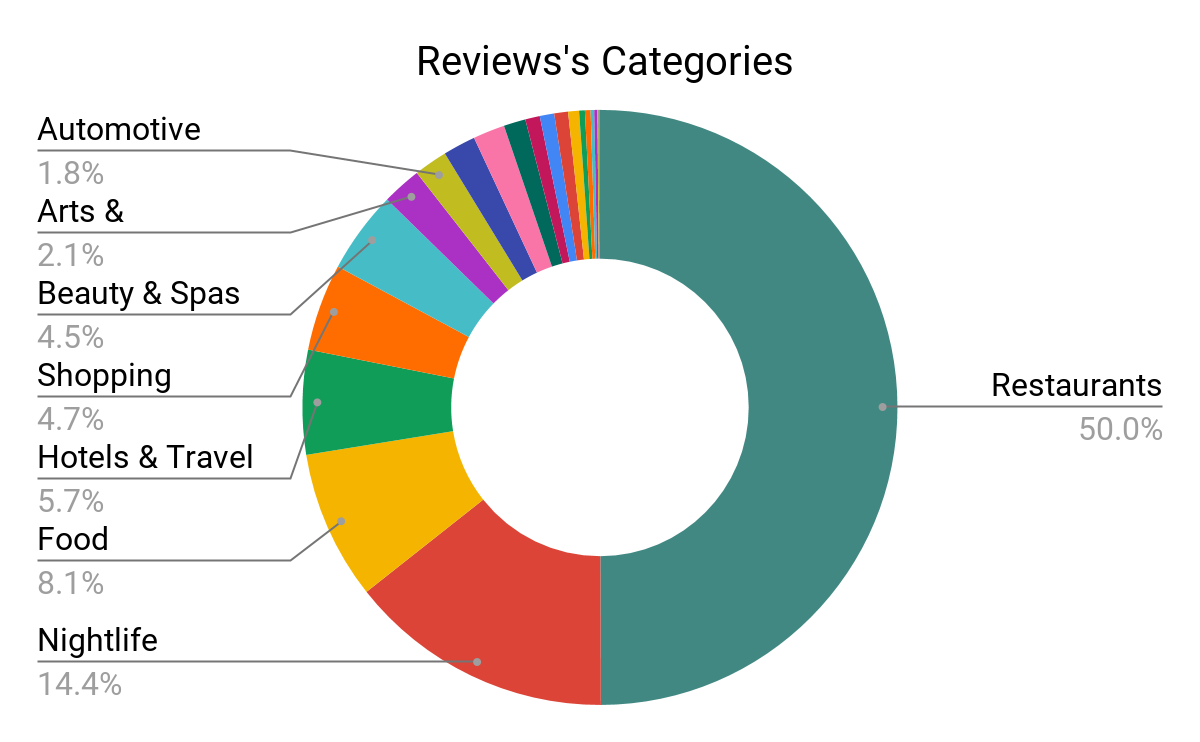 Reviews's Categories
Automotive
1.8%
Arts &
2.1%
Beauty & Spas
4.5%
Shopping
4.7%
Hotels & Travel
5.7%
Food
8.1%
Nightlife
14.4%
Restaurants
50.0%